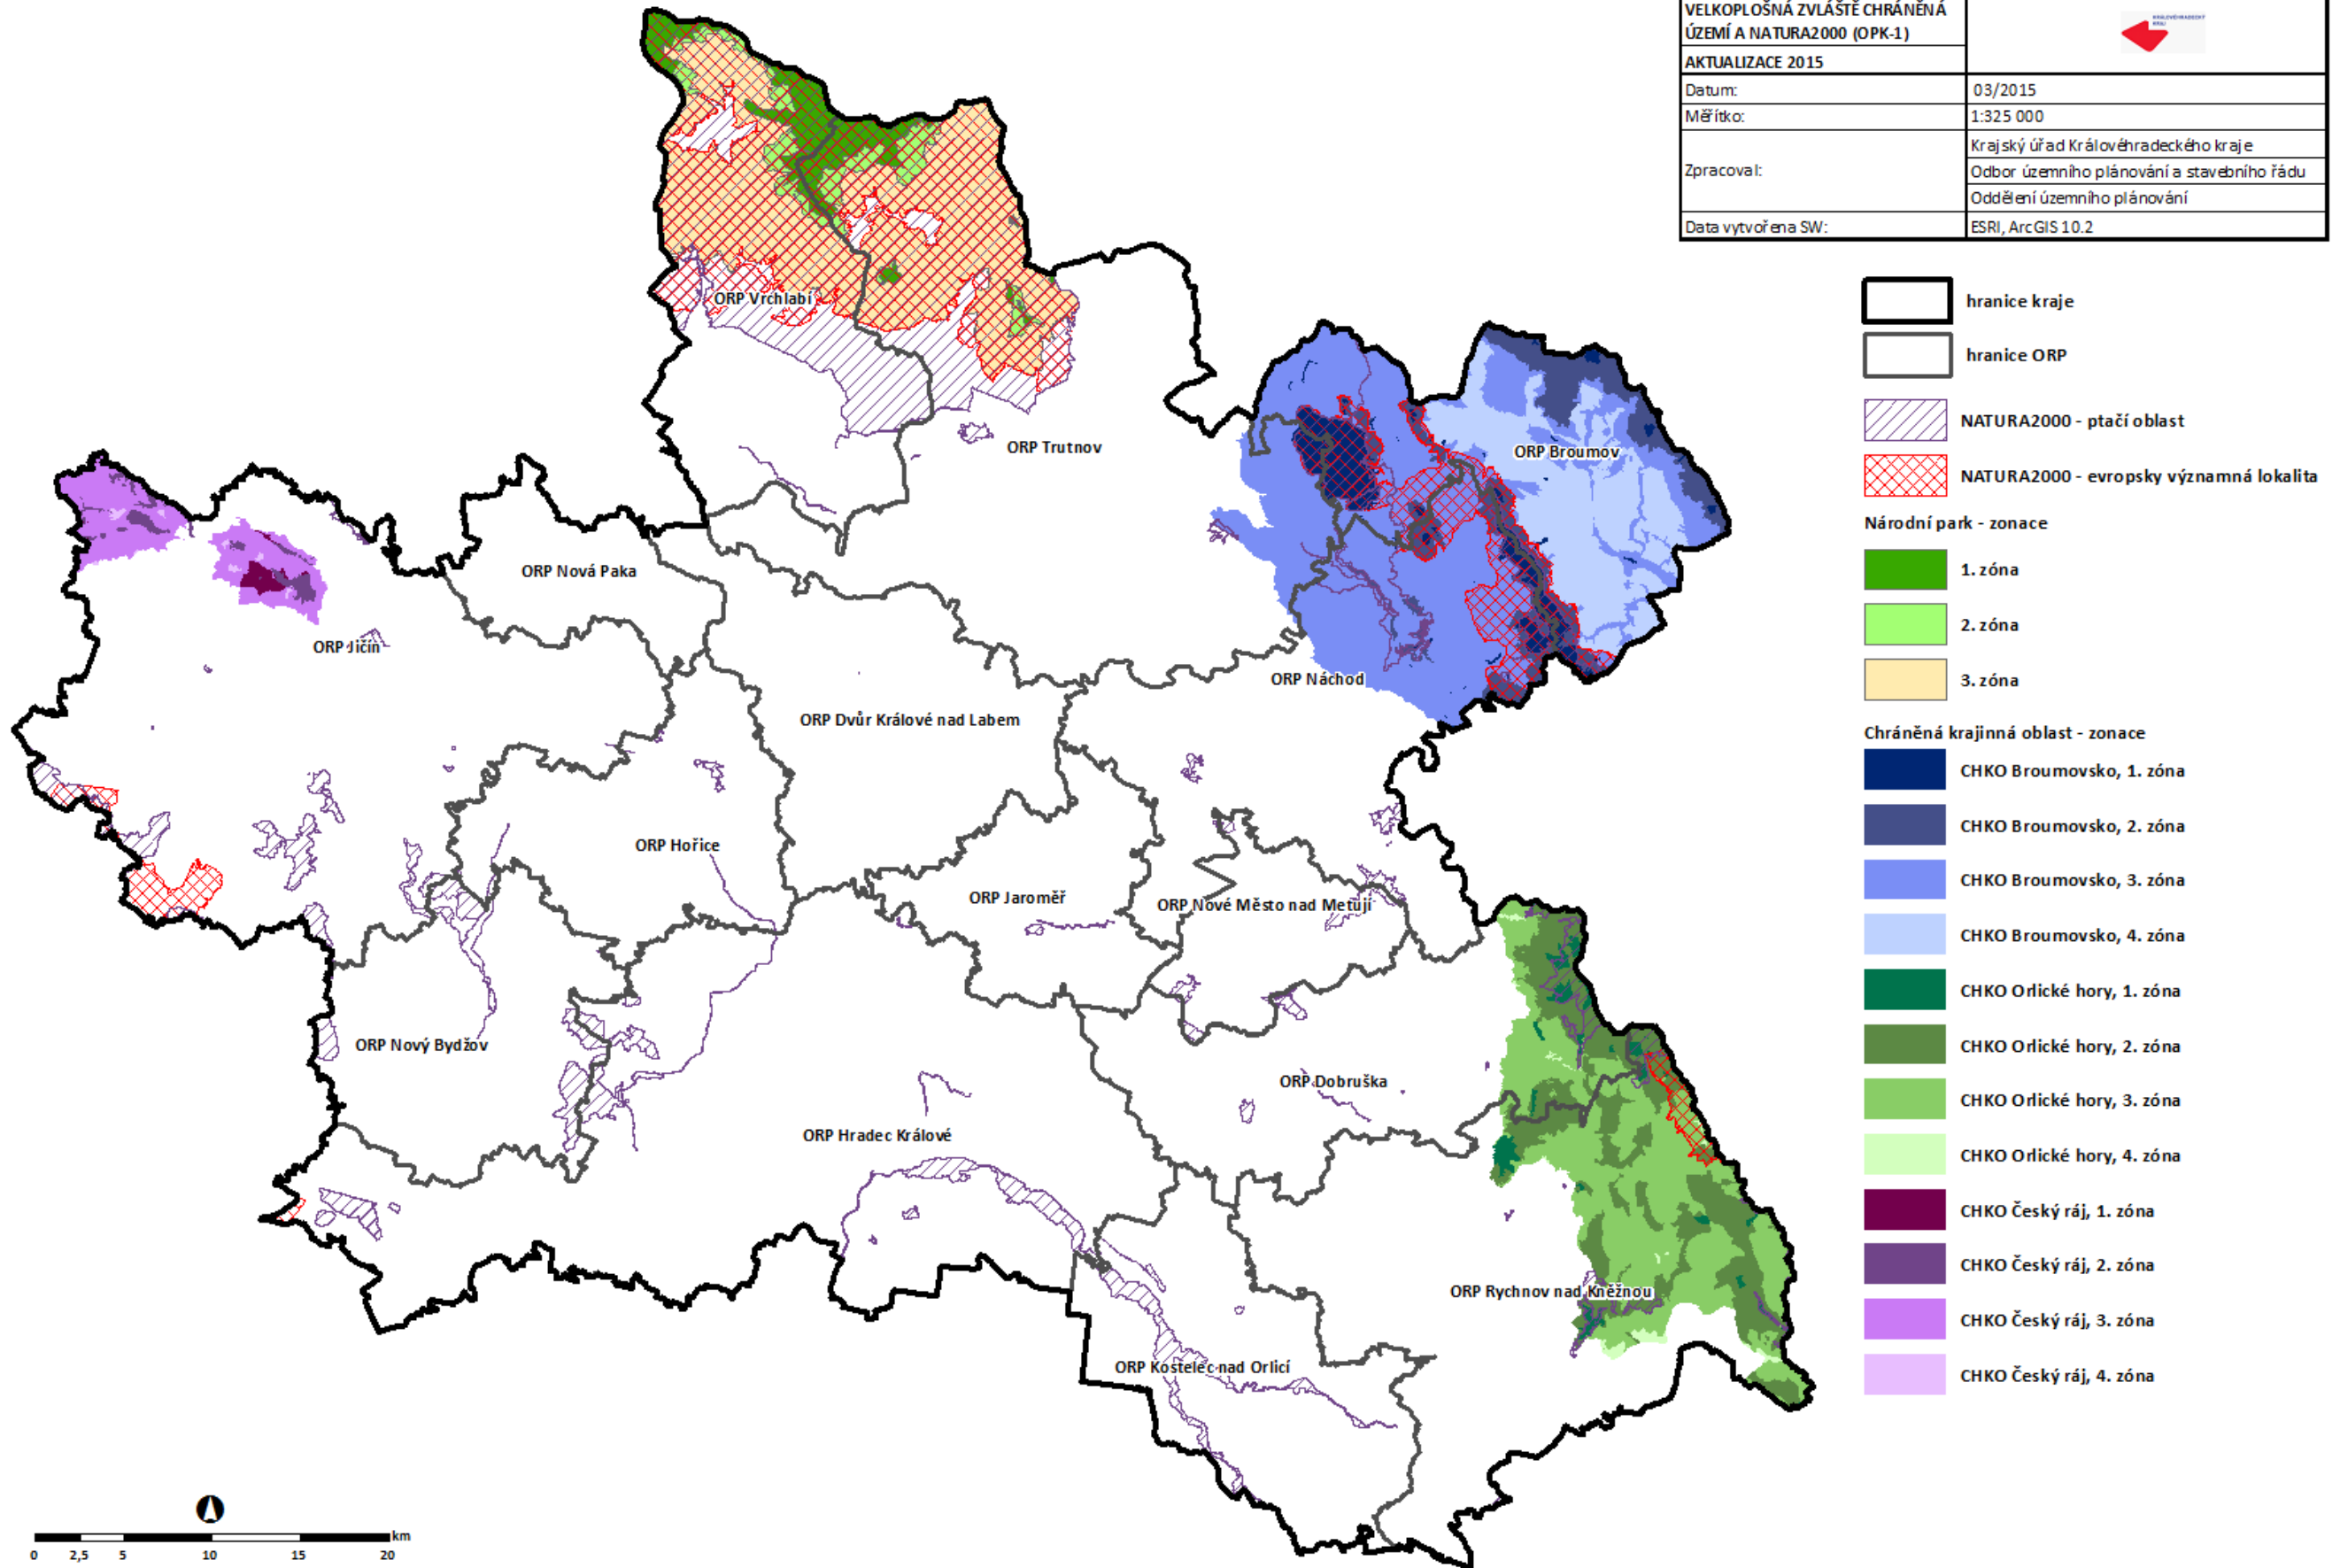 VELKOPLOŠNÁ ZVLÁŠTĚ CHRÁNĚNÁ
ÚZEMÍ A NATURA2000 (OPK-1)
KRÁLOVÉHRADECKÝ
KRAJ
AKTUALIZACE 2015
Datum: 03/2015
Měřítko: 1:325 000
Zpracoval:
Krajský úřad Královéhradeckého kraje
Odbor územního plánování a stavebního řádu
Oddělení územního plánování
Data vytvořena SW: ESRI, ArcGIS 10.2
hranice kraje
hranice ORP
NATURA2000 - ptačí oblast
NATURA2000 - evropsky významná lokalita
Národní park - zonace
1. zóna
2. zóna
3. zóna
Chráněná krajinná oblast - zonace
CHKO Broumovsko, 1. zóna
CHKO Broumovsko, 2. zóna
CHKO Broumovsko, 3. zóna
CHKO Broumovsko, 4. zóna
CHKO Orlické hory, 1. zóna
CHKO Orlické hory, 2. zóna
CHKO Orlické hory, 3. zóna
CHKO Orlické hory, 4. zóna
CHKO Český ráj, 1. zóna
CHKO Český ráj, 2. zóna
CHKO Český ráj, 3. zóna
CHKO Český ráj, 4. zóna
ORP Vrchlabí
ORP Trutnov
ORP Broumov
ORP Nová Paka
ORP Jičín
ORP Náchod
ORP Dvůr Králové nad Labem
ORP Hořice
ORP Jaroměř
ORP Nové Město nad Metují
ORP Nový Bydžov
ORP Dobruška
ORP Hradec Králové
ORP Rychnov nad Kněžnou
ORP Kostelec nad Orlicí
km
0 2,5 5 10 15 20